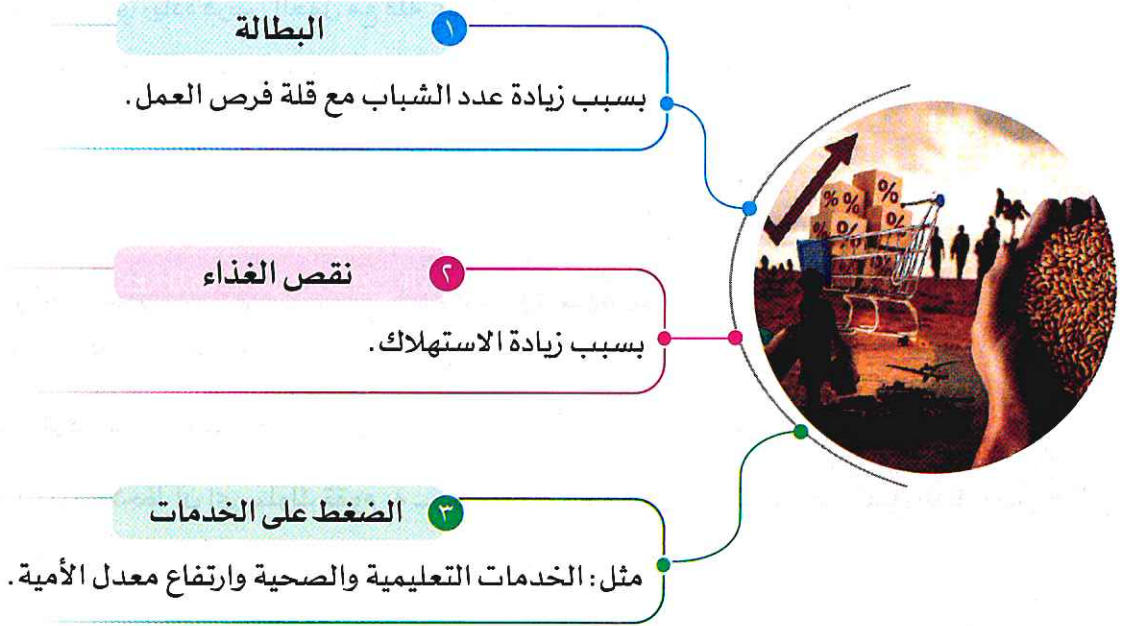 ١ البطالة
بسبب زيادة عدد الشباب مع قلة فرص العمل.
٢ نقص الغذاء
بسبب زيادة الاستهلاك.
٣ الضغط على الخدمات
مثل: الخدمات التعليمية والصحية وارتفاع معدل الأمية.
% %
%
% %
%
%
%